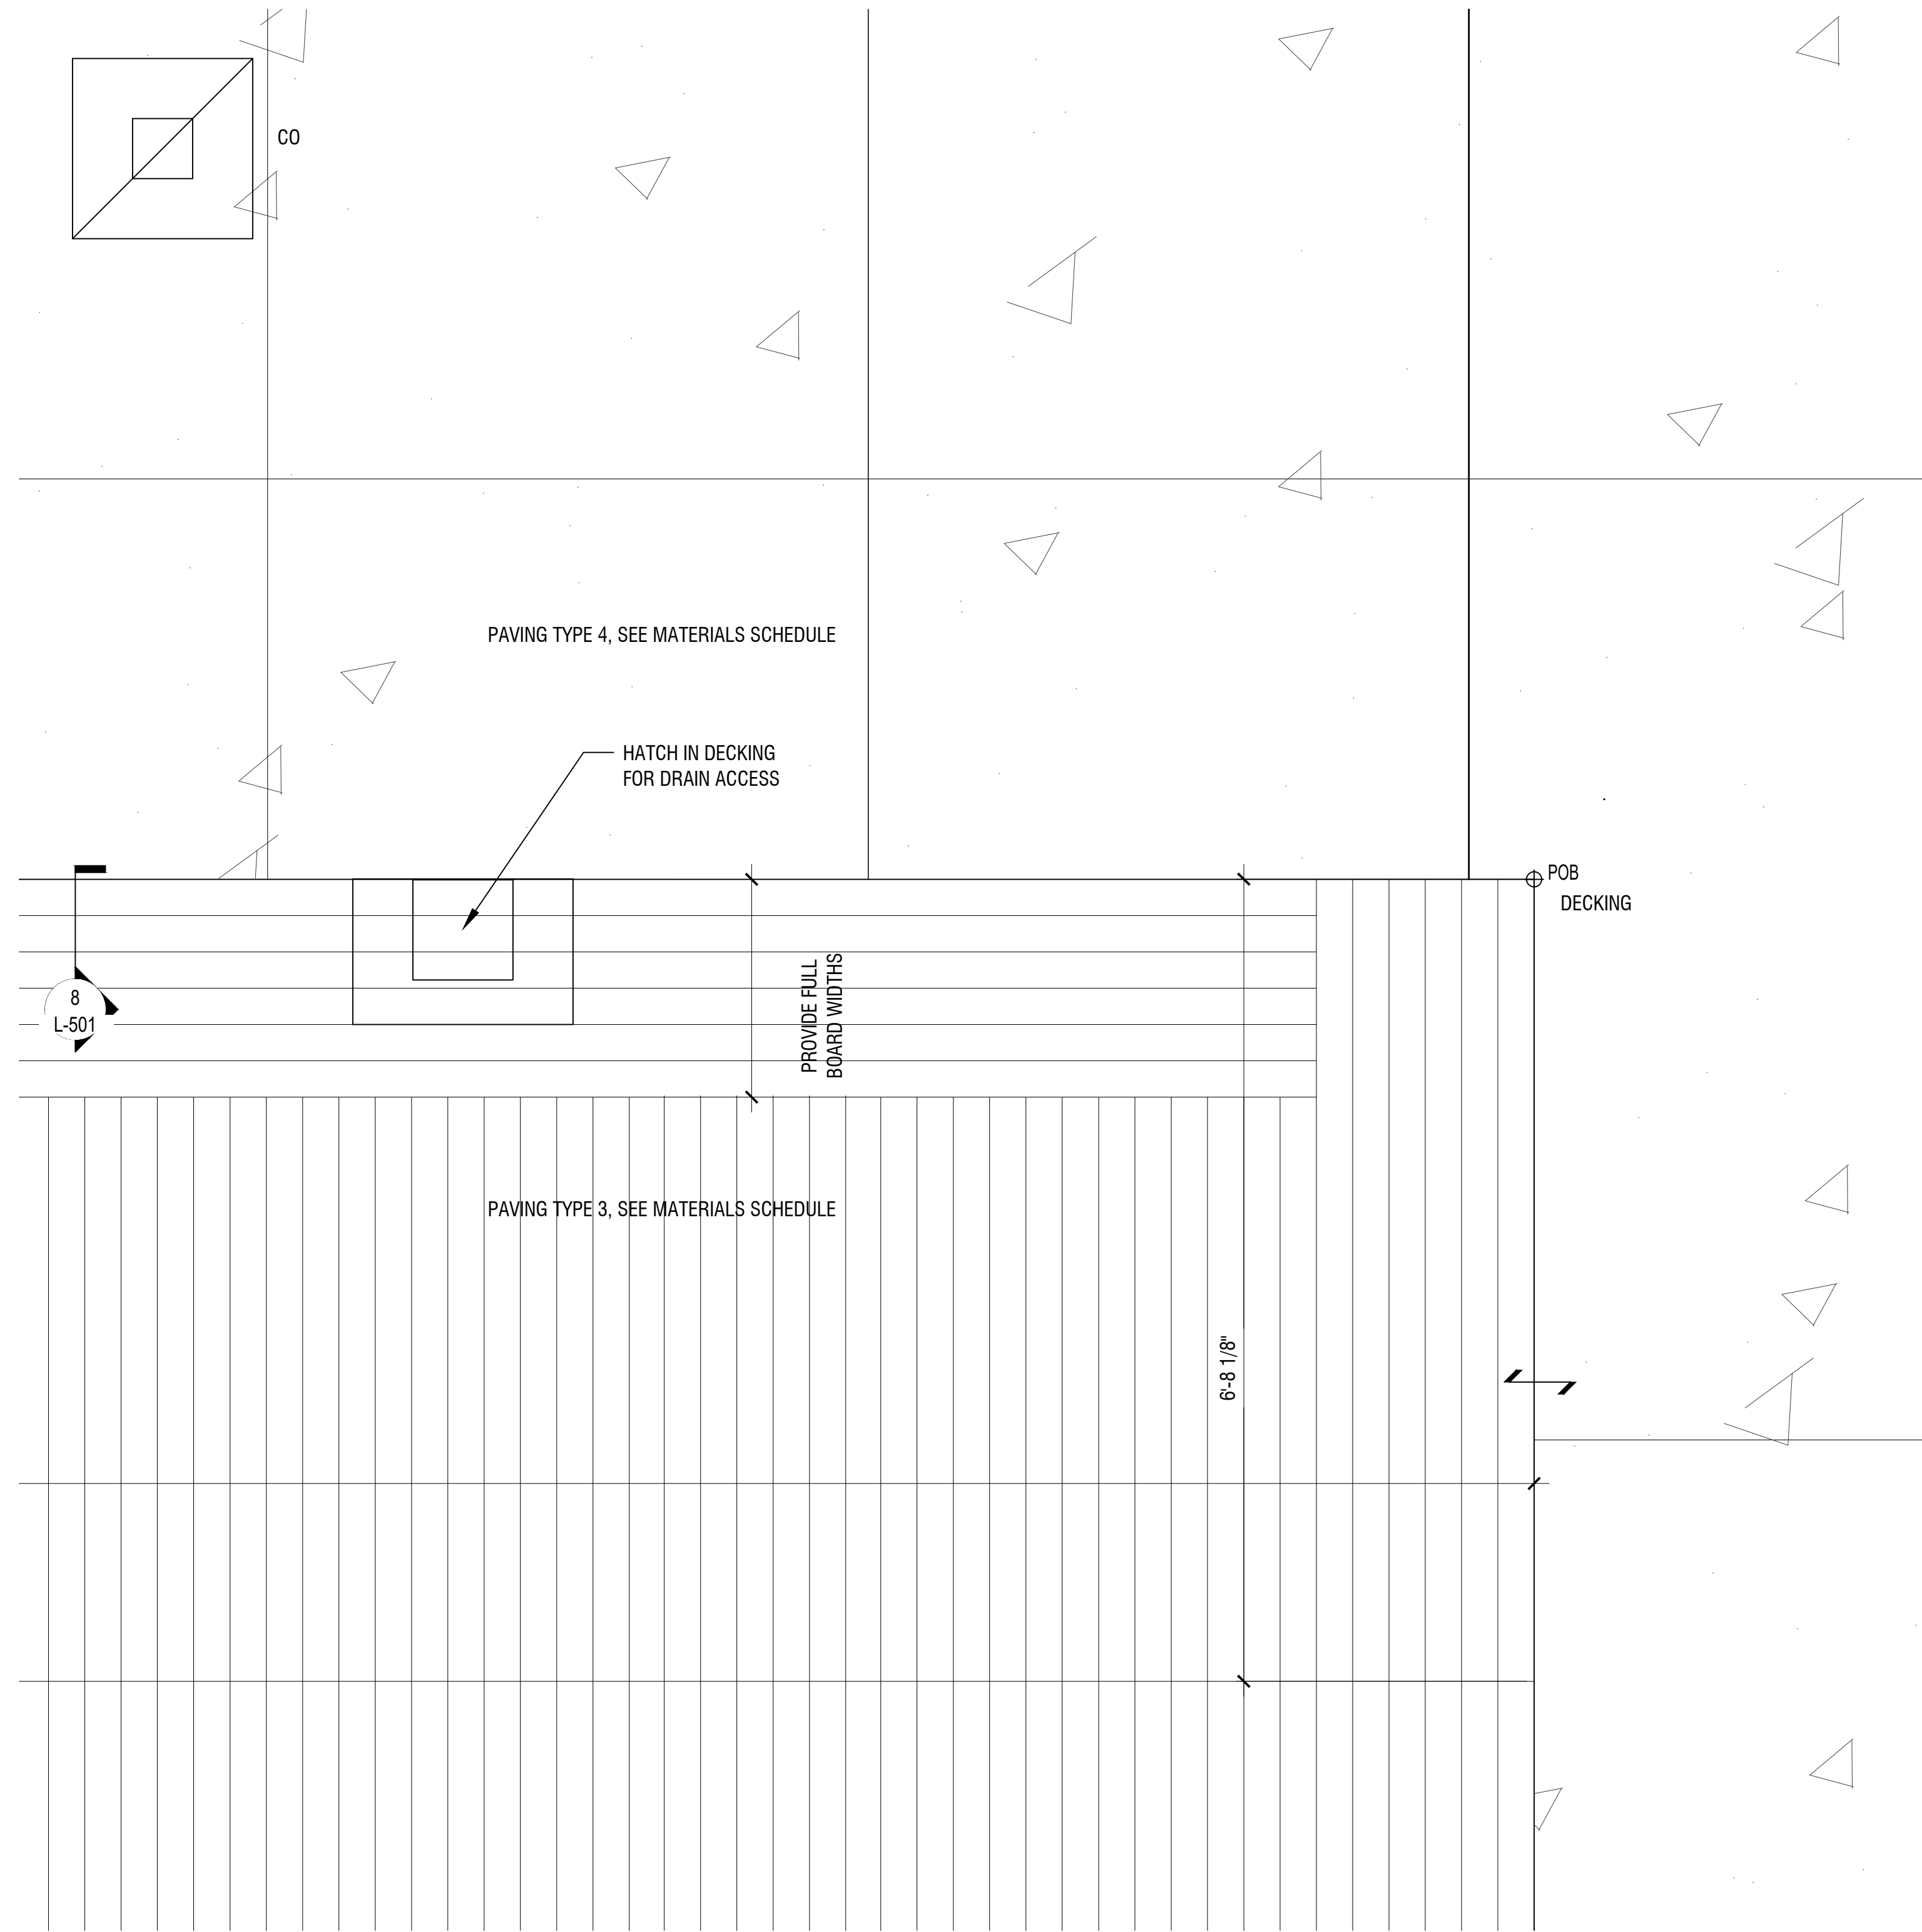 CO
PAVING TYPE 4, SEE MATERIALS SCHEDULE
HATCH IN DECKING
FOR DRAIN ACCESS
POB
DECKING
8
L-501
PROVIDE FULL
BOARD WIDTHS
PAVING TYPE 3, SEE MATERIALS SCHEDULE
6'-8 1/8"